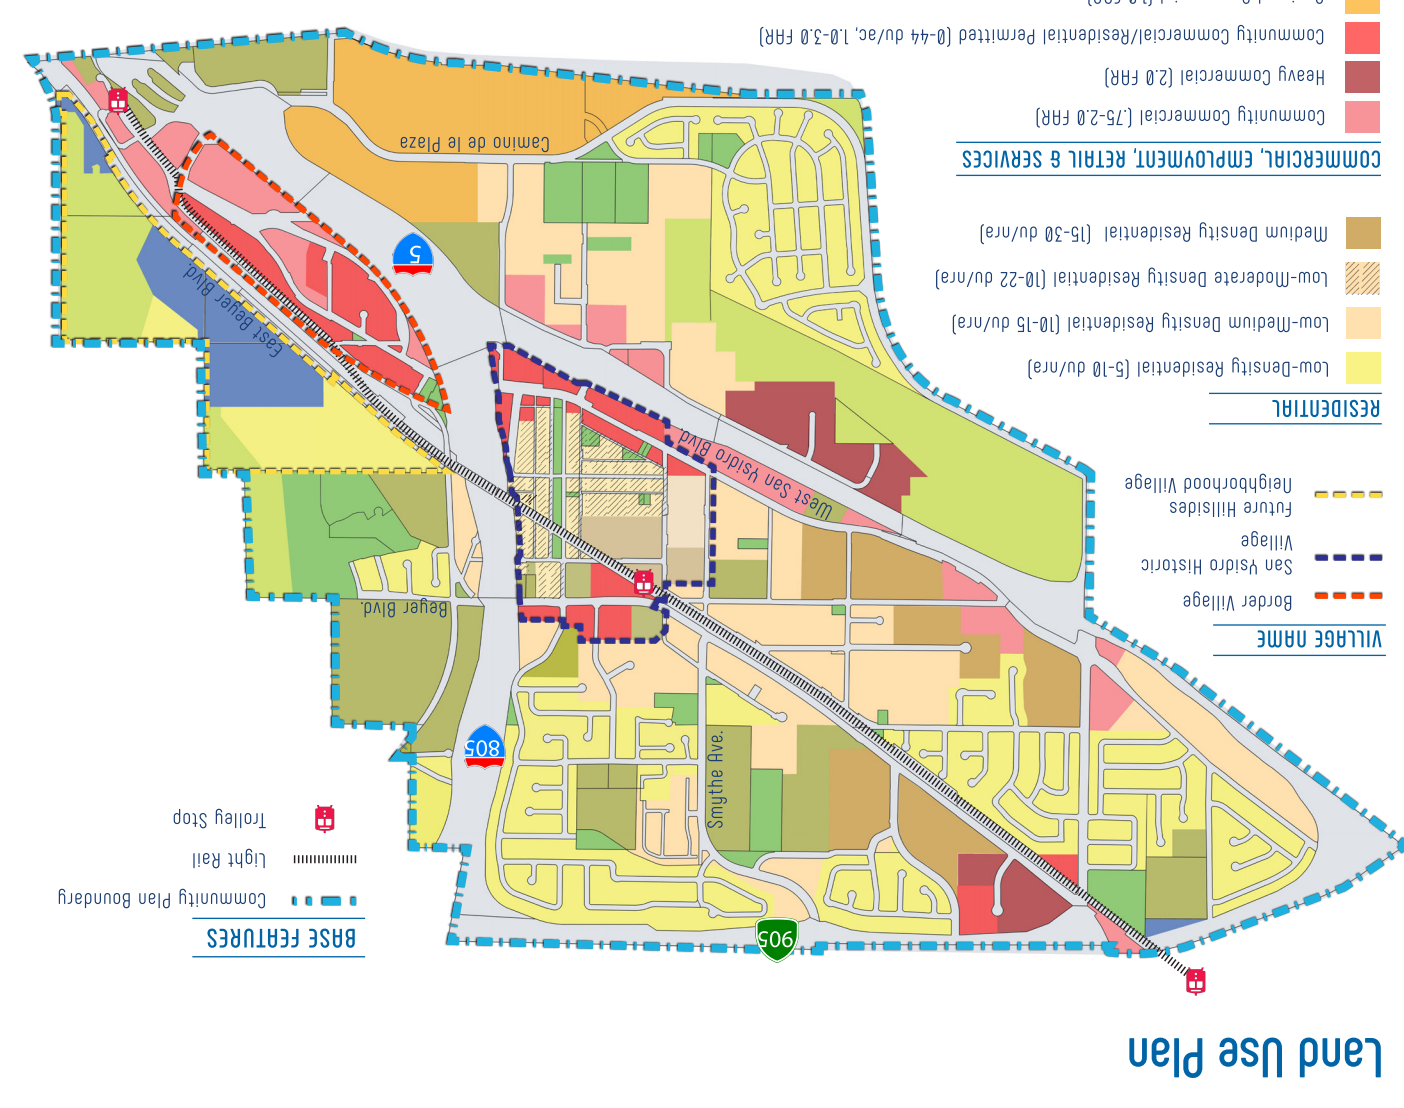 Land Use Plan
BASE FEATURES
Community Plan Boundary
Light Rail
Trolley Stop
VILLAGE NAME
Border Village
San Ysidro Historic
Village
Future Hillsides
Neighborhood Village
RESIDENTIAL
Low-Density Residential (5-10 du/nra)
Low-Medium Density Residential (10-15 du/nra)
Low-Moderate Density Residential (10-22 du/nra)
Medium Density Residential (15-30 du/nra)
COMMERCIAL, EMPLOYMENT, RETAIL & SERVICES
Community Commercial (.75-2.0 FAR)
Heavy Commercial (2.0 FAR)
Community Commercial/Residential Permitted (0-44 du/ac, 1.0-3.0 FAR)
905
805
Smythe Ave.
Beyer Blvd.
West San Ysidro Blvd.
East Beyer Blvd.
5
Camino de le Plaza